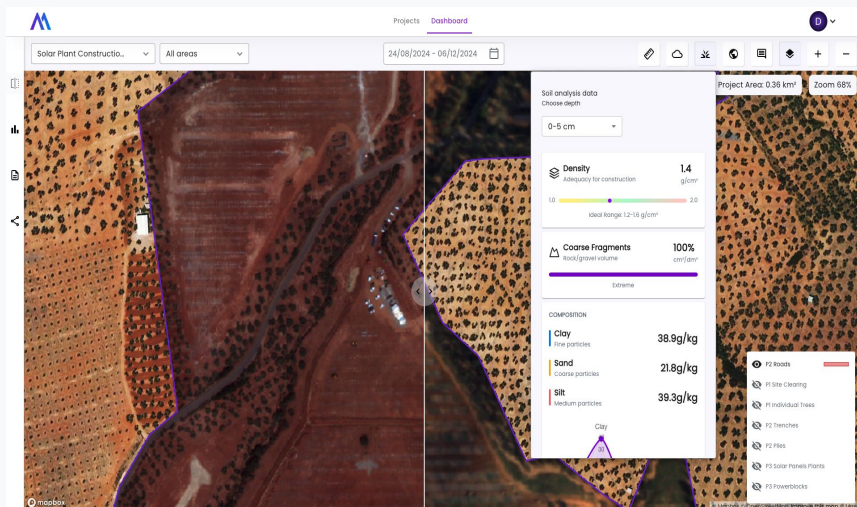 Projects Dashboard
D
Solar Plant Constructio...
All areas
24/08/2024 - 06/12/2024
Project Area: 0.36 km²
Zoom 68%
Soil analysis data
Choose depth
0-5 cm
Density
Adequacy for construction
1.4
g/cm³
1.0
2.0
Ideal Range: 1.2-1.6 g/cm³
Coarse Fragments
Rock/gravel volume
100%
cm³/dm³
Extreme
COMPOSITION
Clay
Fine particles
38.9g/kg
Sand
Coarse particles
21.8g/kg
Silt
Medium particles
39.3g/kg
Clay
30
P2 Roads
P1 Site Clearing
P1 Individual Trees
P2 Trenches
P2 Piles
P3 Solar Panels Plants
P3 Powerblocks
mapbox